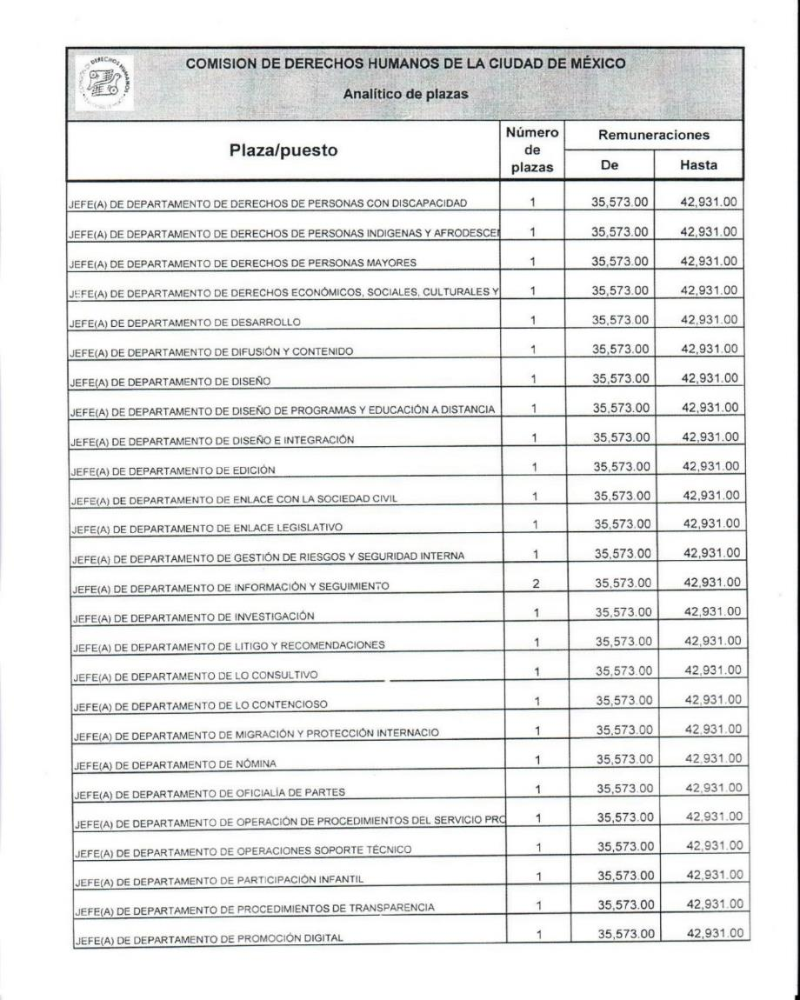 COMISION DE DERECHOS HUMANOS DE LA CIUDAD DE MÉXICO
Analítico de plazas
Plaza/puesto Número de plazas Remuneraciones
De Hasta
JEFE(A) DE DEPARTAMENTO DE DERECHOS DE PERSONAS CON DISCAPACIDAD 1 35,573.00 42,931.00
JEFE(A) DE DEPARTAMENTO DE DERECHOS DE PERSONAS INDIGENAS Y AFRODESCEN 1 35,573.00 42,931.00
JEFE(A) DE DEPARTAMENTO DE DERECHOS DE PERSONAS MAYORES 1 35,573.00 42,931.00
JEFE(A) DE DEPARTAMENTO DE DERECHOS ECONÓMICOS, SOCIALES, CULTURALES Y 1 35,573.00 42,931.00
JEFE(A) DE DEPARTAMENTO DE DESARROLLO 1 35,573.00 42,931.00
JEFE(A) DE DEPARTAMENTO DE DIFUSIÓN Y CONTENIDO 1 35,573.00 42,931.00
JEFE(A) DE DEPARTAMENTO DE DISEÑO 1 35,573.00 42,931.00
JEFE(A) DE DEPARTAMENTO DE DISEÑO DE PROGRAMAS Y EDUCACIÓN A DISTANCIA 1 35,573.00 42,931.00
JEFE(A) DE DEPARTAMENTO DE DISEÑO E INTEGRACIÓN 1 35,573.00 42,931.00
JEFE(A) DE DEPARTAMENTO DE EDICIÓN 1 35,573.00 42,931.00
JEFE(A) DE DEPARTAMENTO DE ENLACE CON LA SOCIEDAD CIVIL 1 35,573.00 42,931.00
JEFE(A) DE DEPARTAMENTO DE ENLACE LEGISLATIVO 1 35,573.00 42,931.00
JEFE(A) DE DEPARTAMENTO DE GESTIÓN DE RIESGOS Y SEGURIDAD INTERNA 1 35,573.00 42,931.00
JEFE(A) DE DEPARTAMENTO DE INFORMACIÓN Y SEGUIMIENTO 2 35,573.00 42,931.00
JEFE(A) DE DEPARTAMENTO DE INVESTIGACIÓN 1 35,573.00 42,931.00
JEFE(A) DE DEPARTAMENTO DE LITIGO Y RECOMENDACIONES 1 35,573.00 42,931.00
JEFE(A) DE DEPARTAMENTO DE LO CONSULTIVO 1 35,573.00 42,931.00
JEFE(A) DE DEPARTAMENTO DE LO CONTENCIOSO 1 35,573.00 42,931.00
JEFE(A) DE DEPARTAMENTO DE MIGRACIÓN Y PROTECCIÓN INTERNACIO 1 35,573.00 42,931.00
JEFE(A) DE DEPARTAMENTO DE NÓMINA 1 35,573.00 42,931.00
JEFE(A) DE DEPARTAMENTO DE OFICIALÍA DE PARTES 1 35,573.00 42,931.00
JEFE(A) DE DEPARTAMENTO DE OPERACIÓN DE PROCEDIMIENTOS DEL SERVICIO PRO 1 35,573.00 42,931.00
JEFE(A) DE DEPARTAMENTO DE OPERACIONES SOPORTE TÉCNICO 1 35,573.00 42,931.00
JEFE(A) DE DEPARTAMENTO DE PARTICIPACIÓN INFANTIL 1 35,573.00 42,931.00
JEFE(A) DE DEPARTAMENTO DE PROCEDIMIENTOS DE TRANSPARENCIA 1 35,573.00 42,931.00
JEFE(A) DE DEPARTAMENTO DE PROMOCIÓN DIGITAL 1 35,573.00 42,931.00